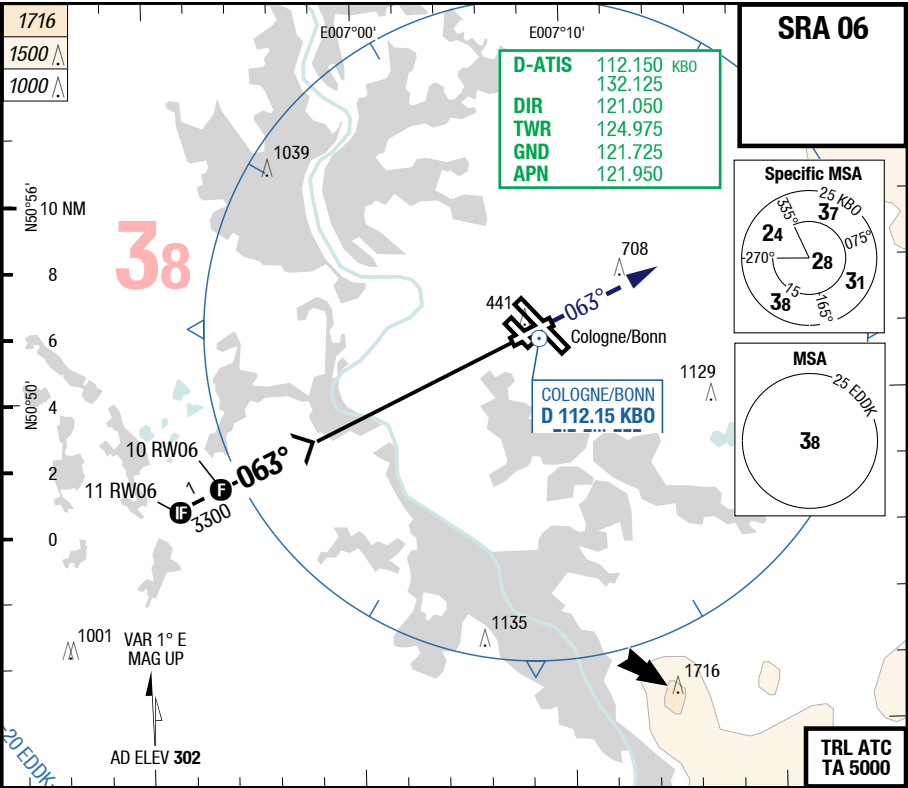 1716
1500
1000
E007°00'
E007°10'
SRA 06
D-ATIS 112.150 KBO
132.125
DIR 121.050
TWR 124.975
GND 121.725
APN 121.950
1039
N50°56'
10 NM
38
8
6
4
2
0
N50°50'
Specific MSA
25 KBO
335°
37
24
075°
270°
28
31
15
38
165°
708
441
063°
Cologne/Bonn
COLOGNE/BONN
D 112.15 KBO
1129
MSA
25 EDDK
38
10 RW06
11 RW06
IF
1
F
063°
3300
1001
VAR 1° E
MAG UP
1135
1716
AD ELEV 302
20 EDDK
TRL ATC
TA 5000